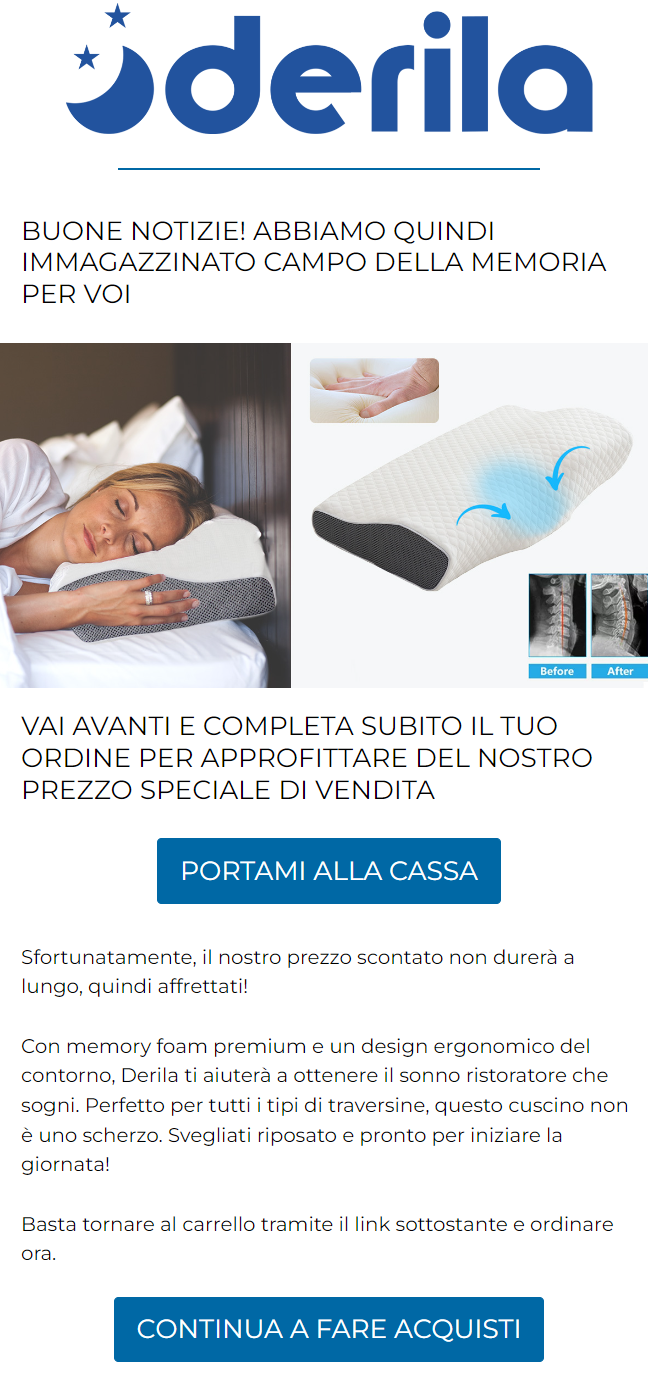 derila
BUONE NOTIZIE! ABBIAMO QUINDI
IMMAGAZZINATO CAMPO DELLA MEMORIA
PER VOI
Before
After
VAI AVANTI E COMPLETA SUBITO IL TUO
ORDINE PER APPROFITTARE DEL NOSTRO
PREZZO SPECIALE DI VENDITA
PORTAMI ALLA CASSA
Sfortunatamente, il nostro prezzo scontato non durerà a
lungo, quindi affrettati!
Con memory foam premium e un design ergonomico del
contorno, Derila ti aiuterà a ottenere il sonno ristoratore che
sogni. Perfetto per tutti i tipi di traversine, questo cuscino non
è uno scherzo. Svegliati riposato e pronto per iniziare la
giornata!
Basta tornare al carrello tramite il link sottostante e ordinare
ora.
CONTINUA A FARE ACQUISTI